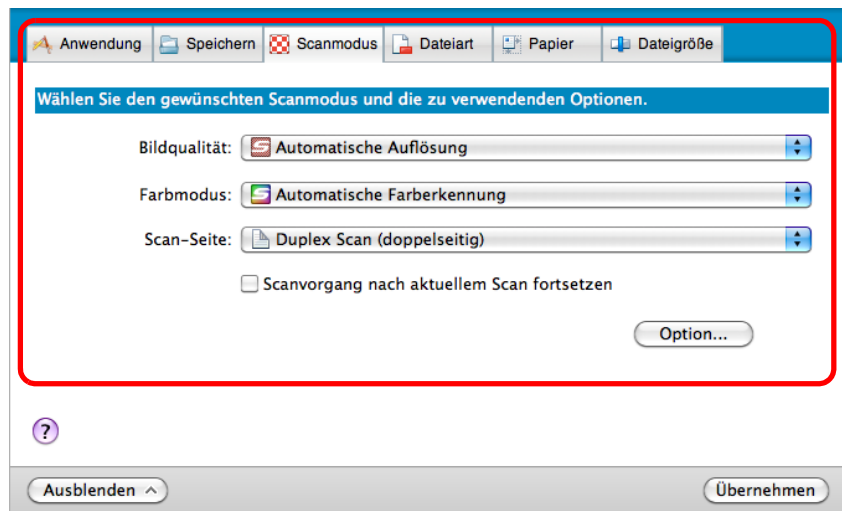 Anwendung Speichern Scanmodus Dateiart Papier Dateigröße
Wählen Sie den gewünschten Scanmodus und die zu verwendenden Optionen.
Bildqualität: Automatische Auflösung
Farbmodus: Automatische Farberkennung
Scan-Seite: Duplex Scan (doppelseitig)
Scanvorgang nach aktuellem Scan fortsetzen
Option...
?
Ausblenden Übernehmen